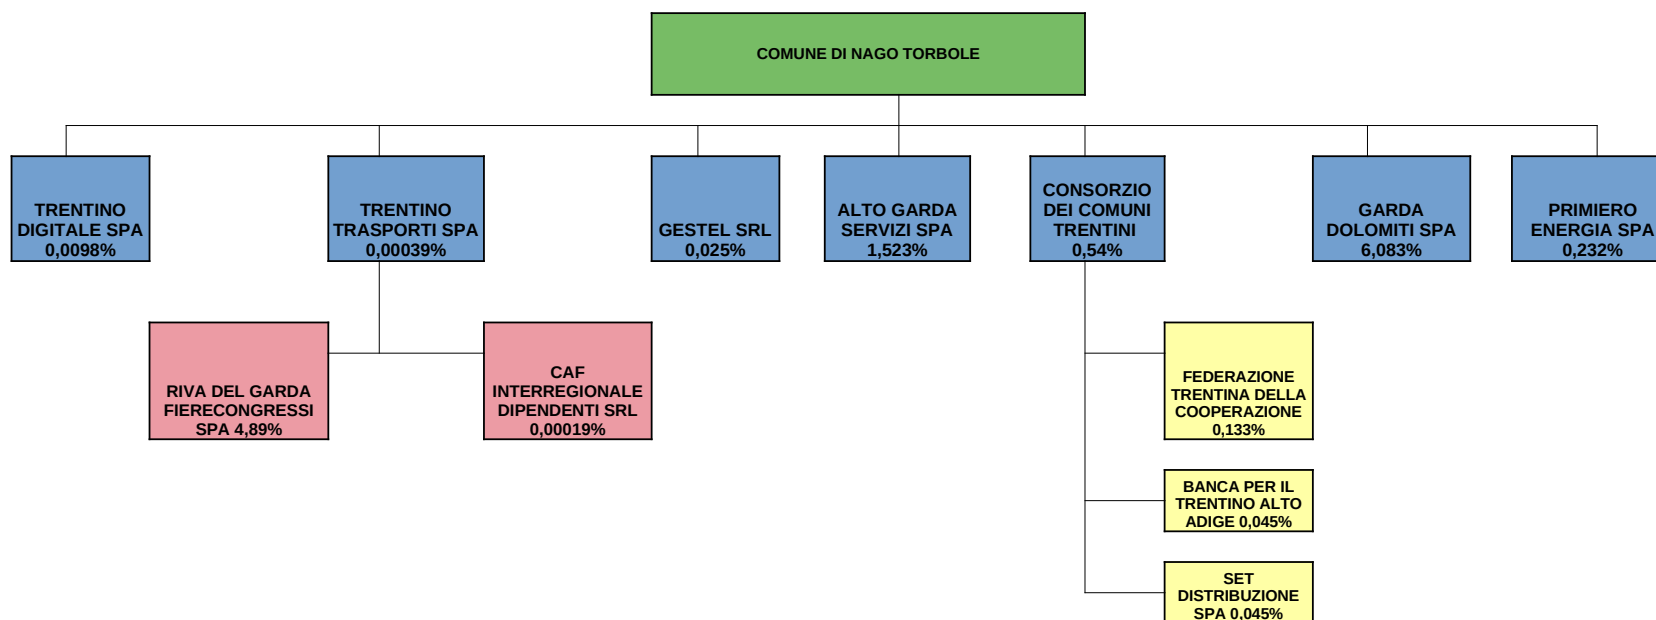 COMUNE DI NAGO TORBOLE
TRENTINO
DIGITALE SPA
0,0098%
TRENTINO
TRASPORTI SPA
0,00039%
GESTEL SRL
0,025%
ALTO GARDA
SERVIZI SPA
1,523%
CONSORZIO
DEI COMUNI
TRENTINI
0,54%
GARDA
DOLOMITI SPA
6,083%
PRIMIERO
ENERGIA SPA
0,232%
RIVA DEL GARDA
FIERECONGRESSI
SPA 4,89%
CAF
INTERREGIONALE
DIPENDENTI SRL
0,00019%
FEDERAZIONE
TRENTINA DELLA
COOPERAZIONE
0,133%
BANCA PER IL
TRENTINO ALTO
ADIGE 0,045%
SET
DISTRIBUZIONE
SPA 0,045%